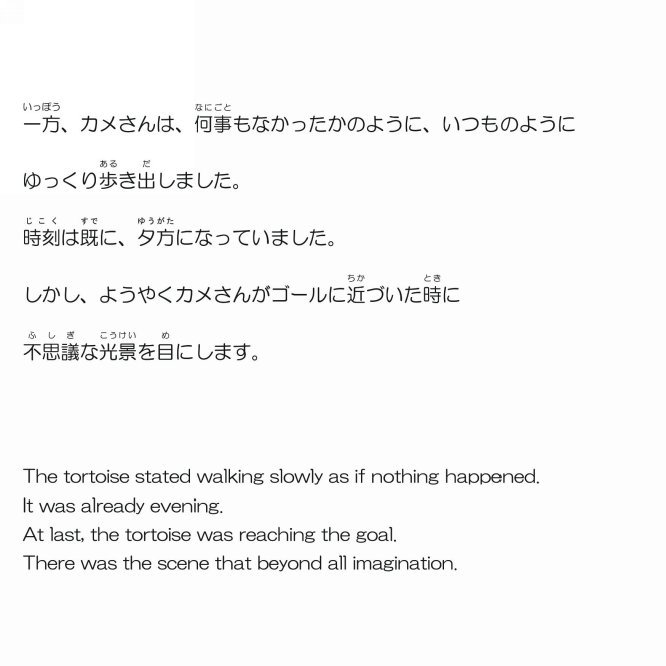 一方、カメさんは、何事もなかったかのように、いつものように
ゆっくり歩き出しました。
時刻は既に、夕方になっていました。
しかし、ようやくカメさんがゴールに近づいた時に
不思議な光景を目にします。
The tortoise stated walking slowly as if nothing happened.
It was already evening.
At last, the tortoise was reaching the goal.
There was the scene that beyond all imagination.